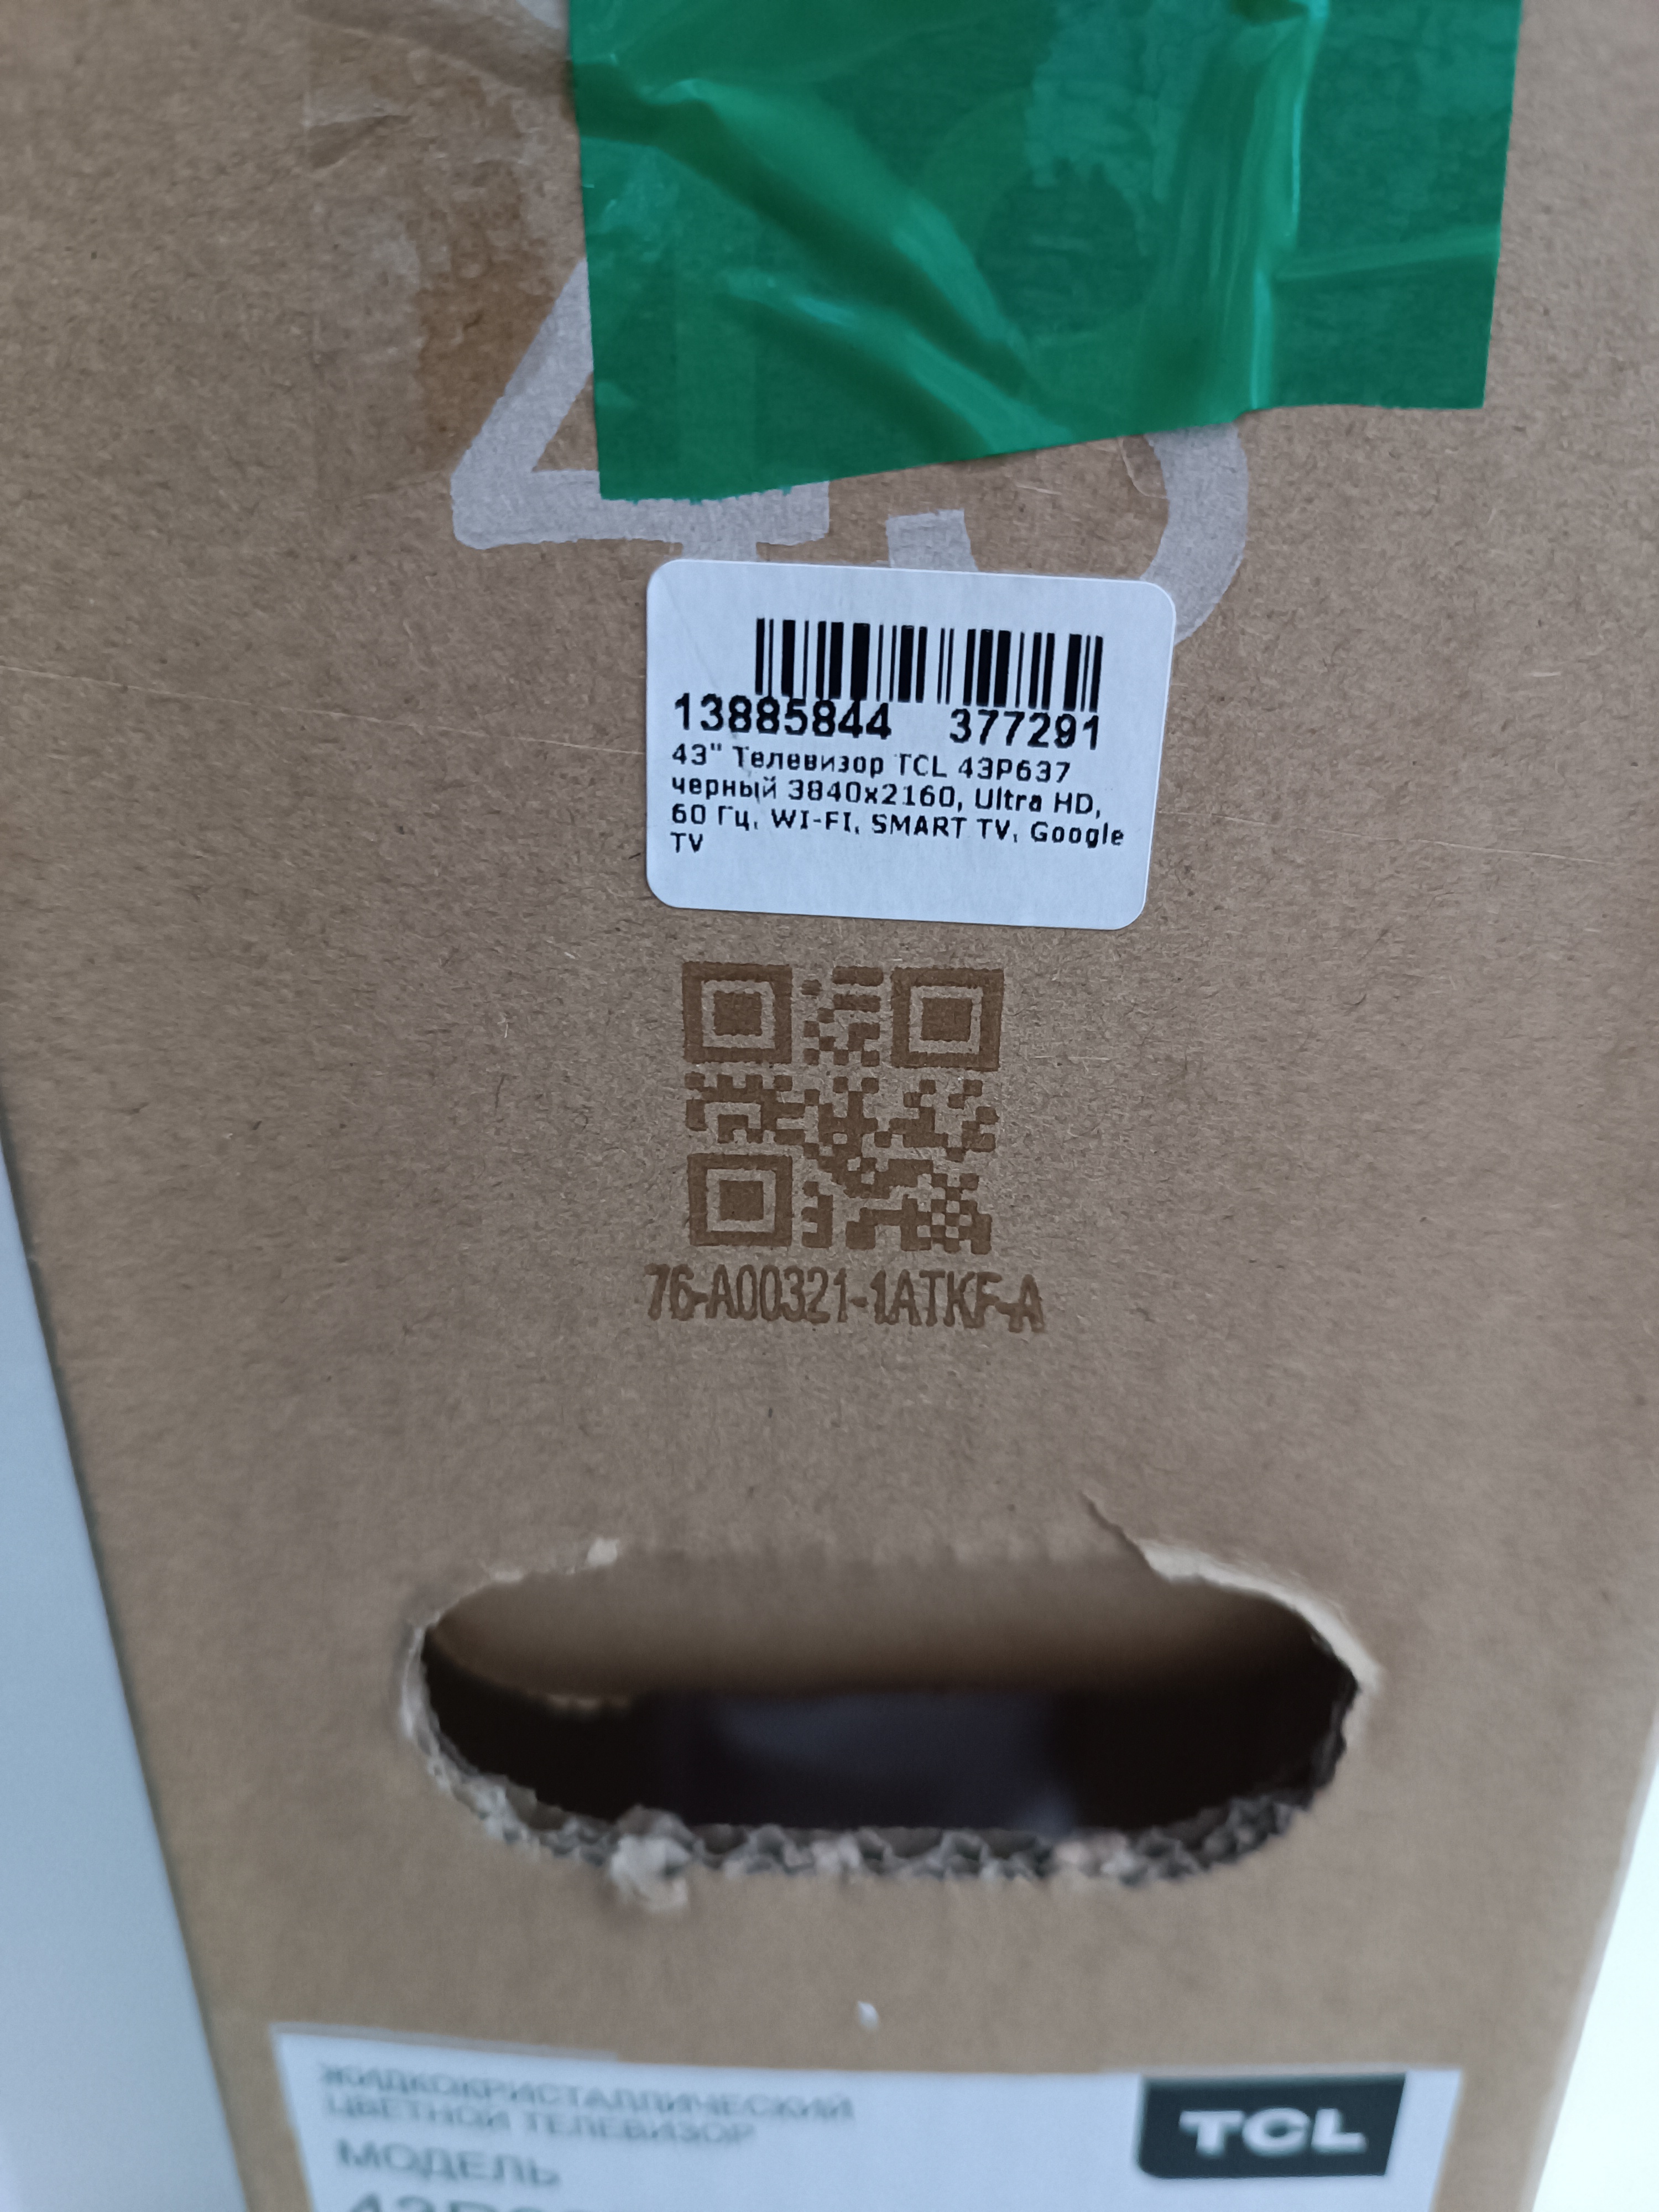 43
13885844 377291
43" Телевизор TCL 43P637
черный 3840x2160, Ultra HD,
60 Гц, WI-FI, SMART TV, Google
TV
76-A00321-1ATKF-A
ЖИДКОКРИСТАЛЛИЧЕСКИЙ
ЦВЕТНОЙ ТЕЛЕВИЗОР
TCL
МОДЕЛЬ